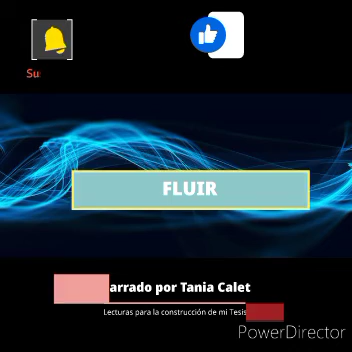 Su
FLUIR
arrado por Tania Calet
Lecturas para la construcción de mi Tesis
PowerDirector